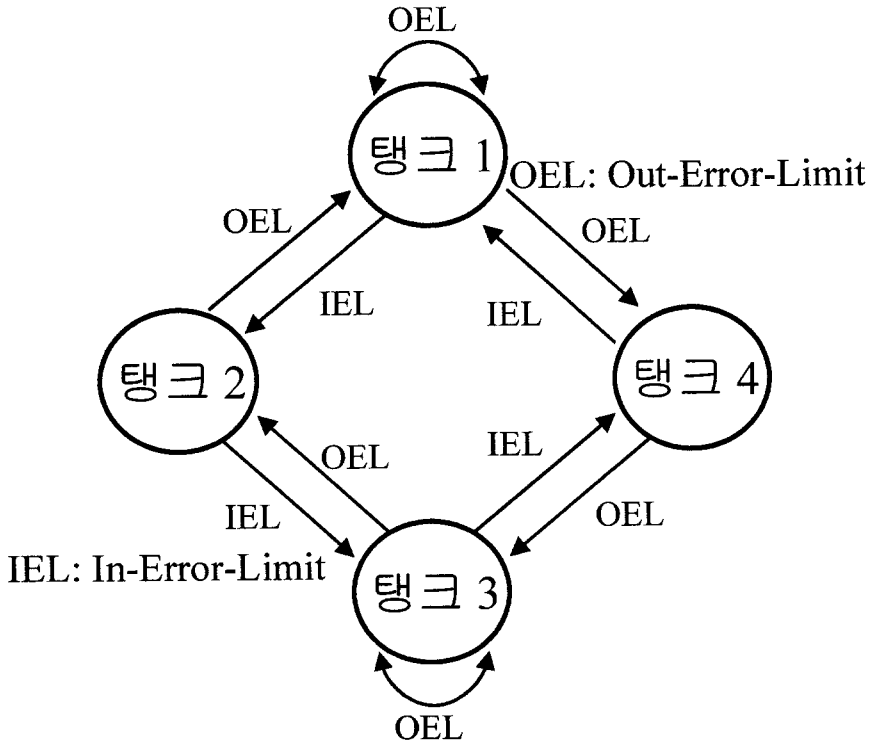 OEL
탱크 1
OEL: Out-Error-Limit
OEL
OEL
IEL
IEL
탱크 2
탱크 4
OEL
IEL
IEL
OEL
IEL: In-Error-Limit
탱크 3
OEL